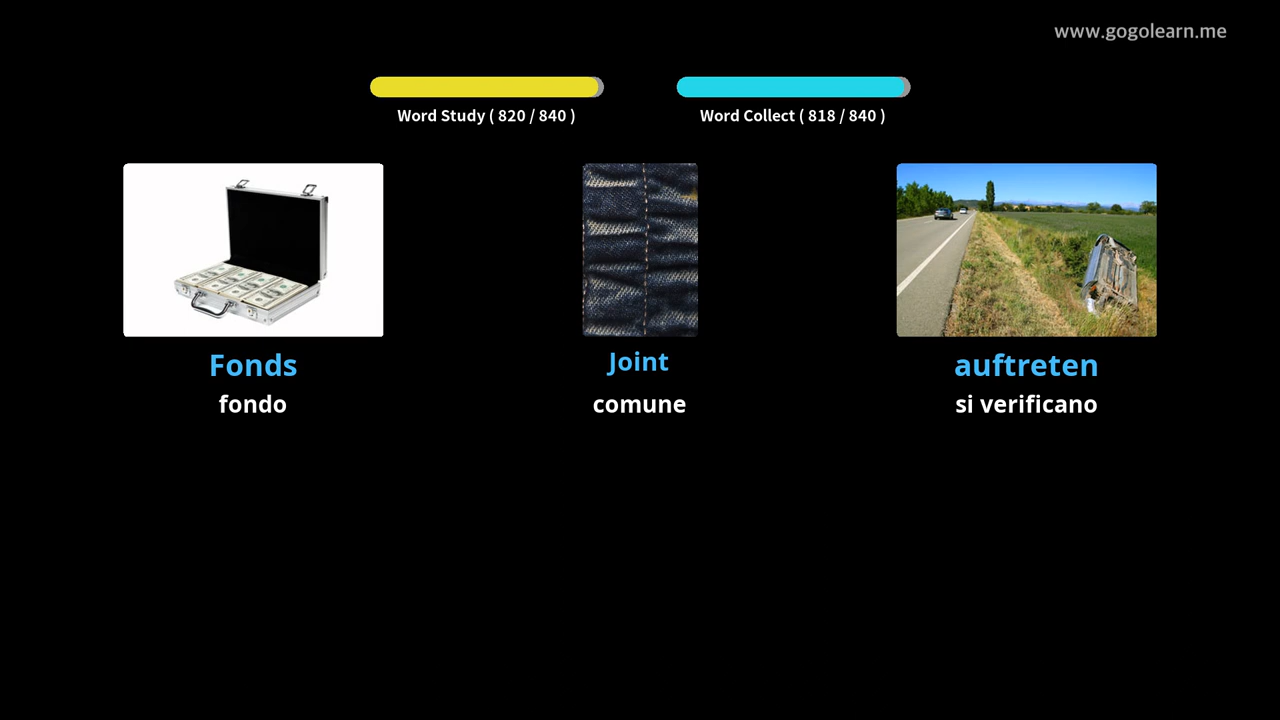 www.gogolearn.me
Word Study ( 820 / 840 )
Word Collect ( 818 / 840 )
Fonds
Joint
auftreten
fondo
comune
si verificano